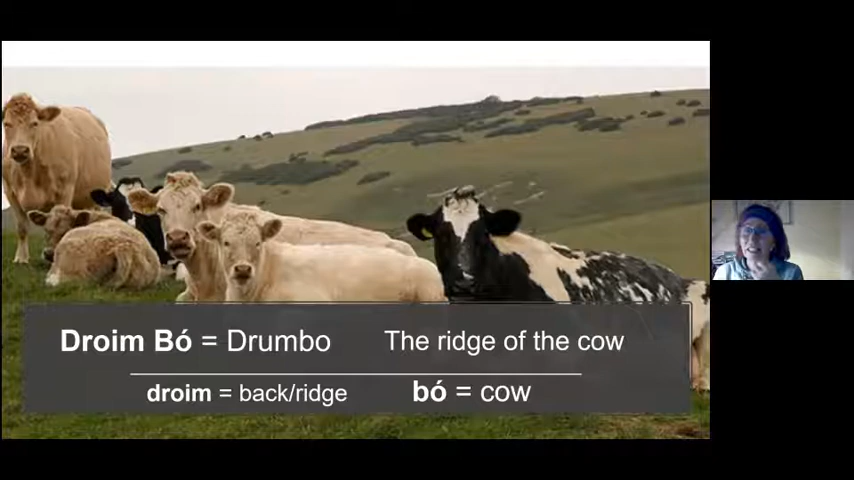 Droim Bó = Drumbo
The ridge of the cow
droim = back/ridge
bó = cow